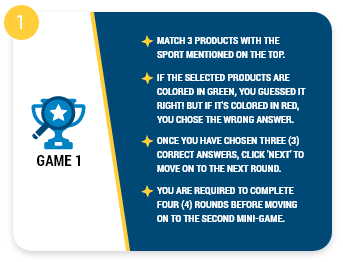 1
GAME 1
MATCH 3 PRODUCTS WITH THE
SPORT MENTIONED ON THE TOP.
IF THE SELECTED PRODUCTS ARE
COLORED IN GREEN, YOU GUESSED IT
RIGHT! BUT IF IT'S COLORED IN RED,
YOU CHOSE THE WRONG ANSWER.
ONCE YOU HAVE CHOSEN THREE (3)
CORRECT ANSWERS, CLICK 'NEXT' TO
MOVE ON TO THE NEXT ROUND.
YOU ARE REQUIRED TO COMPLETE
FOUR (4) ROUNDS BEFORE MOVING
ON TO THE SECOND MINI-GAME.